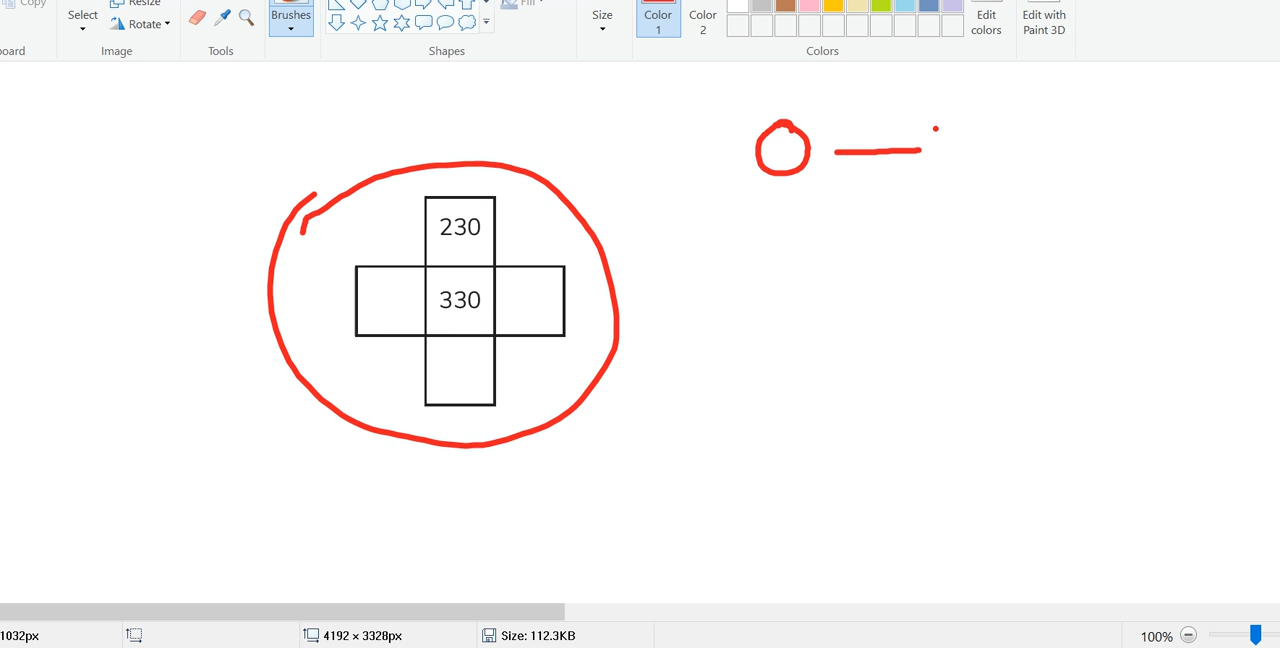 Copy
Resize
Select
Rotate
Brushes
Fill
Size
Color
1
Color
2
Edit
colors
Edit with
Paint 3D
oard
Image
Tools
Shapes
Colors
230
330
1032px
4192 × 3328px
Size: 112.3KB
100%